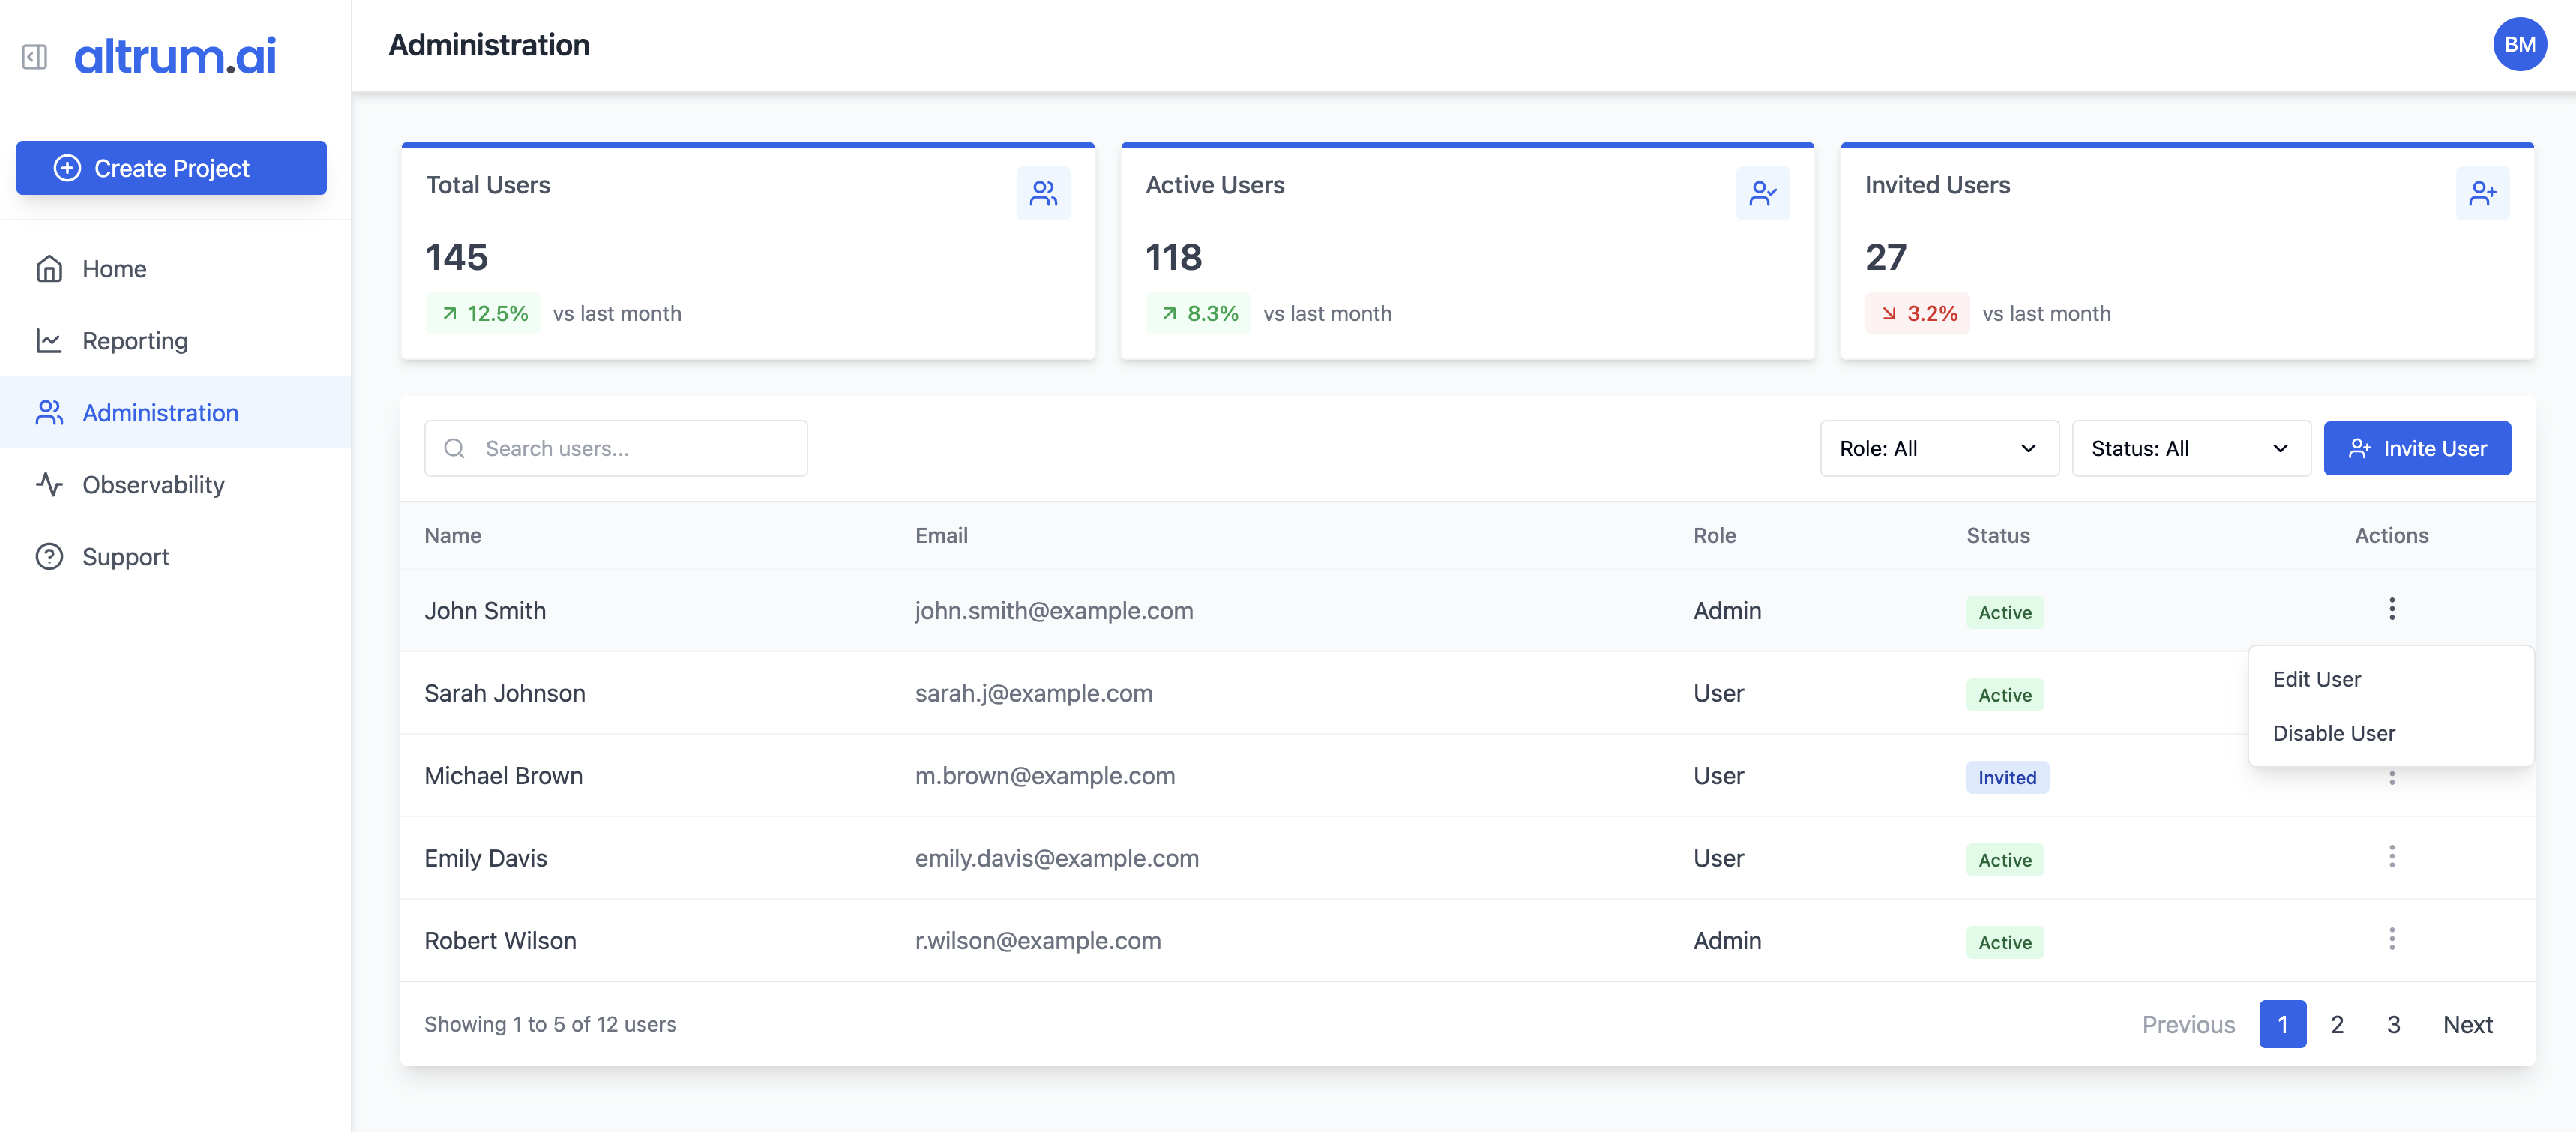 altrum.ai
Administration
BM
Create Project
Home
Reporting
Administration
Observability
Support
Total Users
145
12.5% vs last month
Active Users
118
8.3% vs last month
Invited Users
27
3.2% vs last month
Search users...
Role: All
Status: All
Invite User
Name Email Role Status Actions
John Smith john.smith@example.com Admin Active
Sarah Johnson sarah.j@example.com User Active
Edit User
Disable User
Michael Brown m.brown@example.com User Invited
Emily Davis emily.davis@example.com User Active
Robert Wilson r.wilson@example.com Admin Active
Showing 1 to 5 of 12 users
Previous 1 2 3 Next